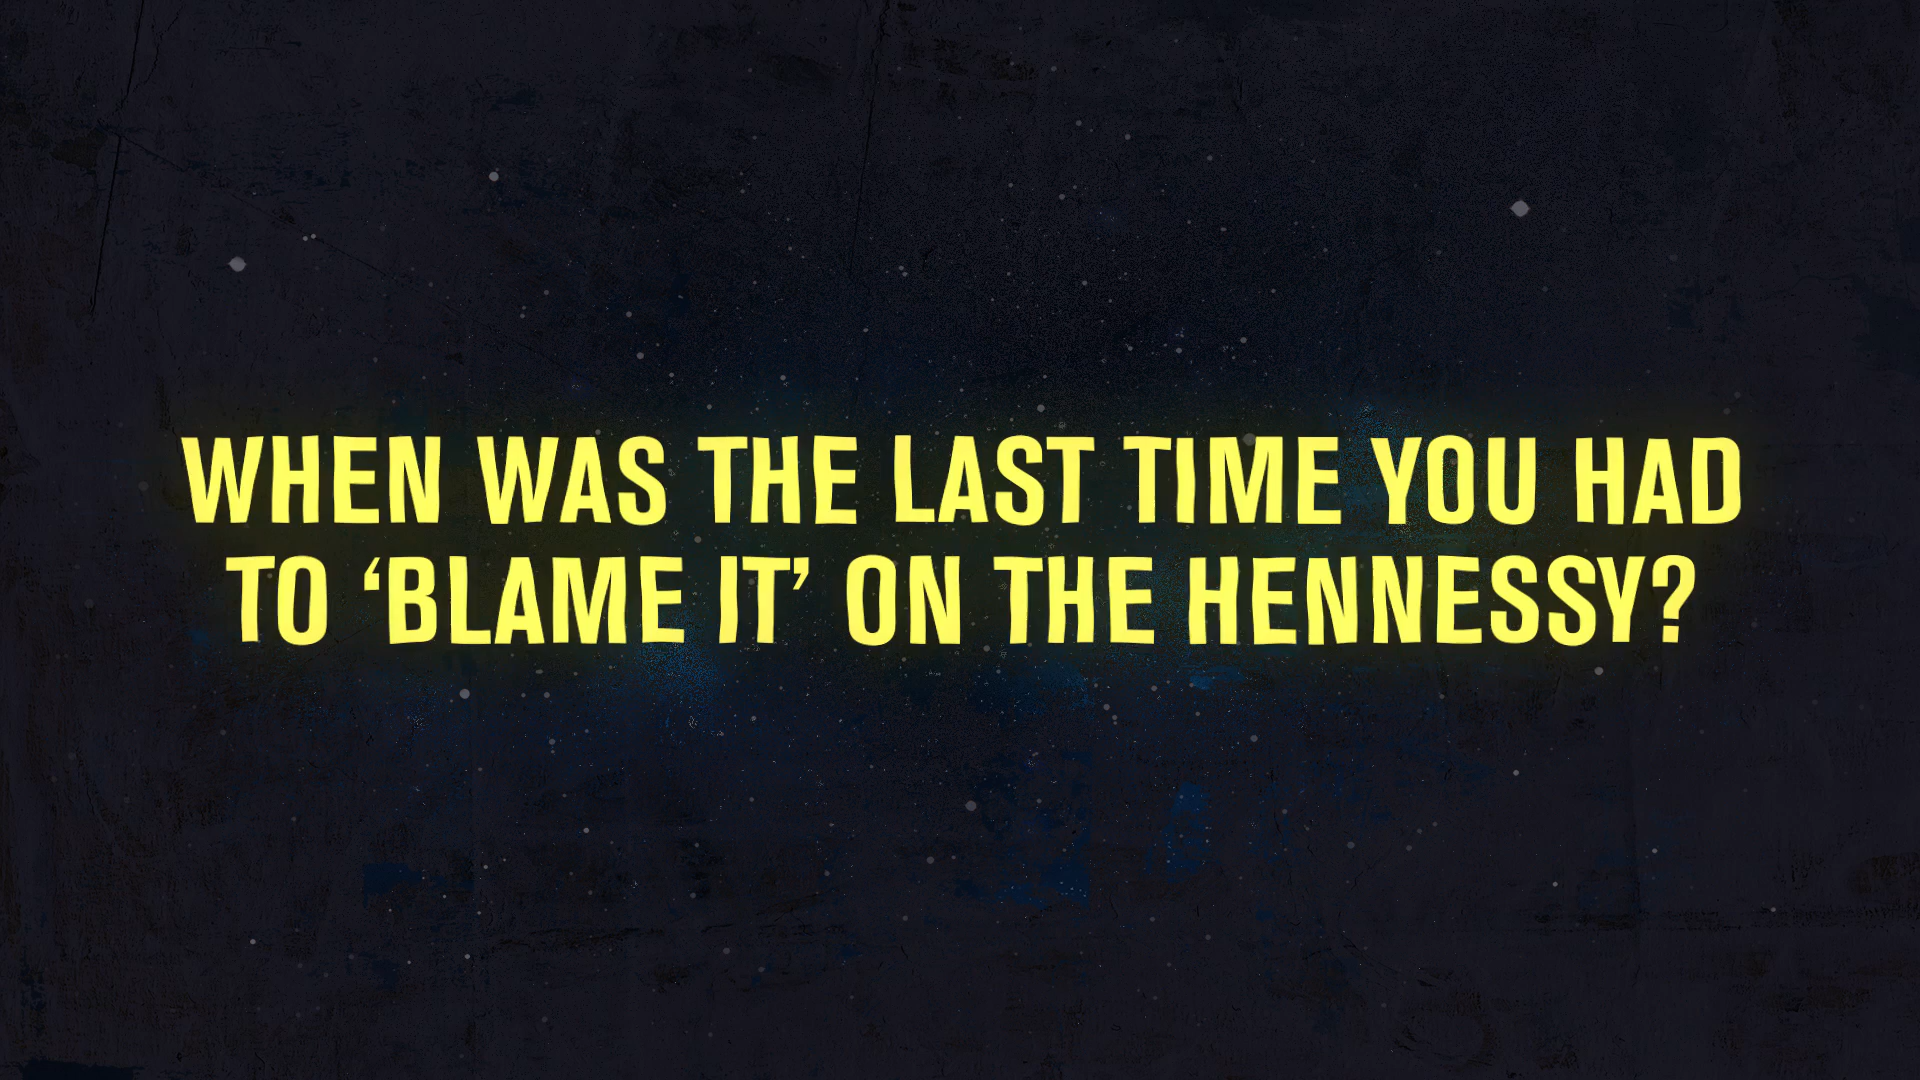 WHEN WAS THE LAST TIME YOU HAD
TO ‘BLAME IT’ ON THE HENNESSY?